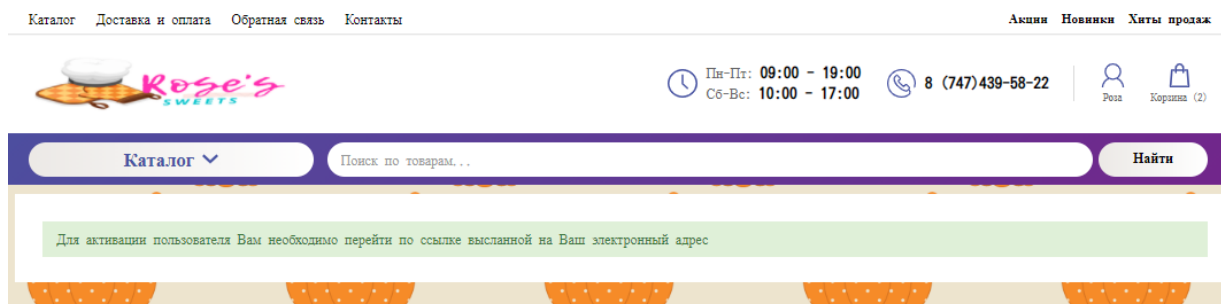 Каталог Доставка и оплата Обратная связь Контакты Акции Новинки Хиты продаж
Rose's
SWEETS
Пн-Пт: 09:00 - 19:00
Сб-Вс: 10:00 - 17:00
8 (747)439-58-22
Роза
Корзина (2)
Каталог
Поиск по товарам...
Найти
Для активации пользователя Вам необходимо перейти по ссылке высланной на Ваш электронный адрес